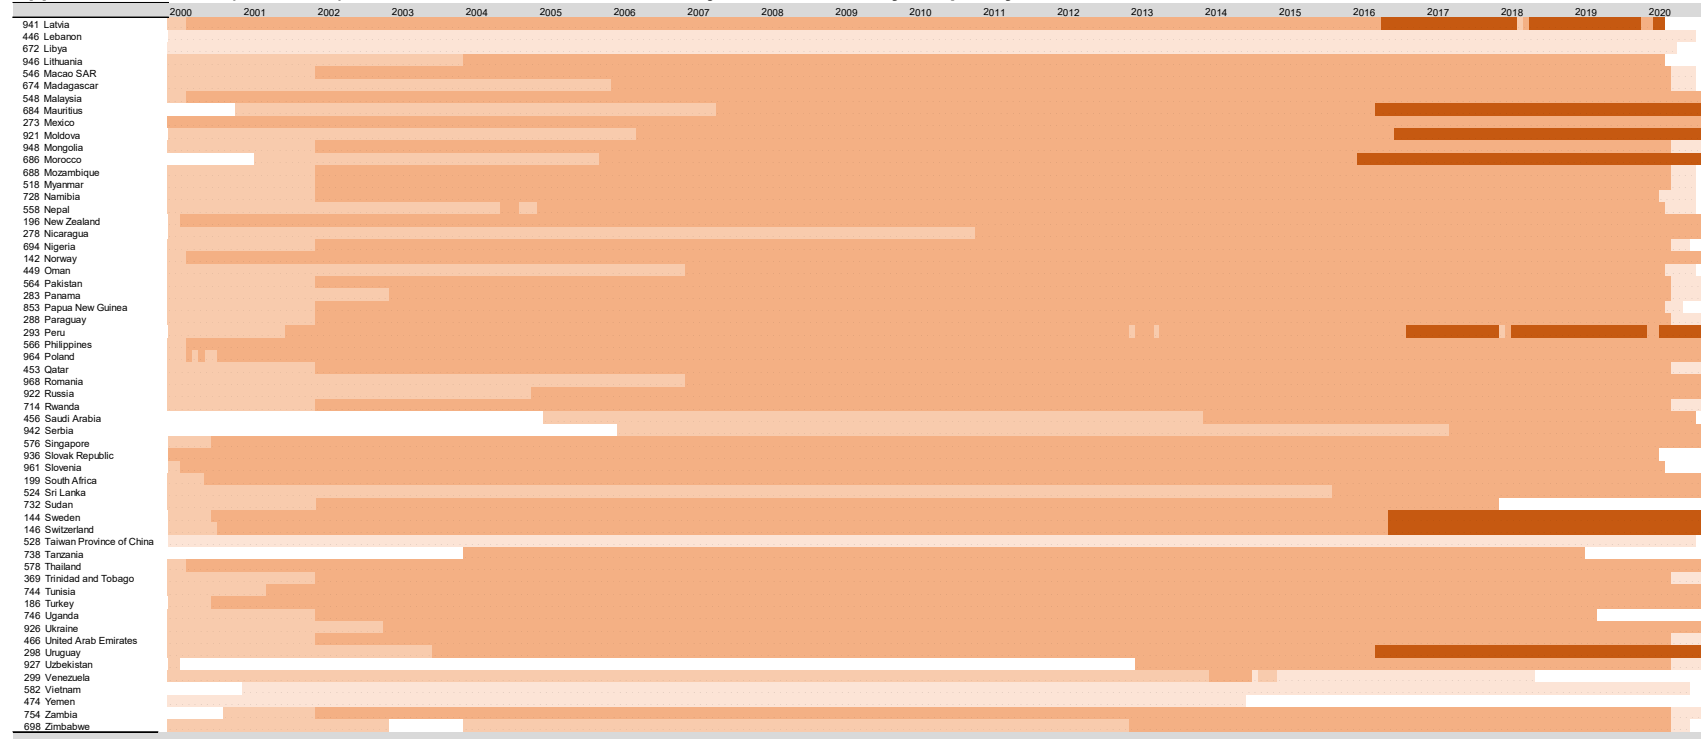 2000 2001 2002 2003 2004 2005 2006 2007 2008 2009 2010 2011 2012 2013 2014 2015 2016 2017 2018 2019 2020
941 Latvia
446 Lebanon
672 Libya
946 Lithuania
546 Macao SAR
674 Madagascar
548 Malaysia
684 Mauritius
273 Mexico
921 Moldova
948 Mongolia
686 Morocco
688 Mozambique
518 Myanmar
728 Namibia
558 Nepal
196 New Zealand
278 Nicaragua
694 Nigeria
142 Norway
449 Oman
564 Pakistan
283 Panama
853 Papua New Guinea
288 Paraguay
293 Peru
566 Philippines
964 Poland
453 Qatar
968 Romania
922 Russia
714 Rwanda
456 Saudi Arabia
942 Serbia
576 Singapore
936 Slovak Republic
961 Slovenia
199 South Africa
524 Sri Lanka
732 Sudan
144 Sweden
146 Switzerland
528 Taiwan Province of China
738 Tanzania
578 Thailand
369 Trinidad and Tobago
744 Tunisia
186 Turkey
746 Uganda
926 Ukraine
466 United Arab Emirates
298 Uruguay
927 Uzbekistan
299 Venezuela
582 Vietnam
474 Yemen
754 Zambia
698 Zimbabwe